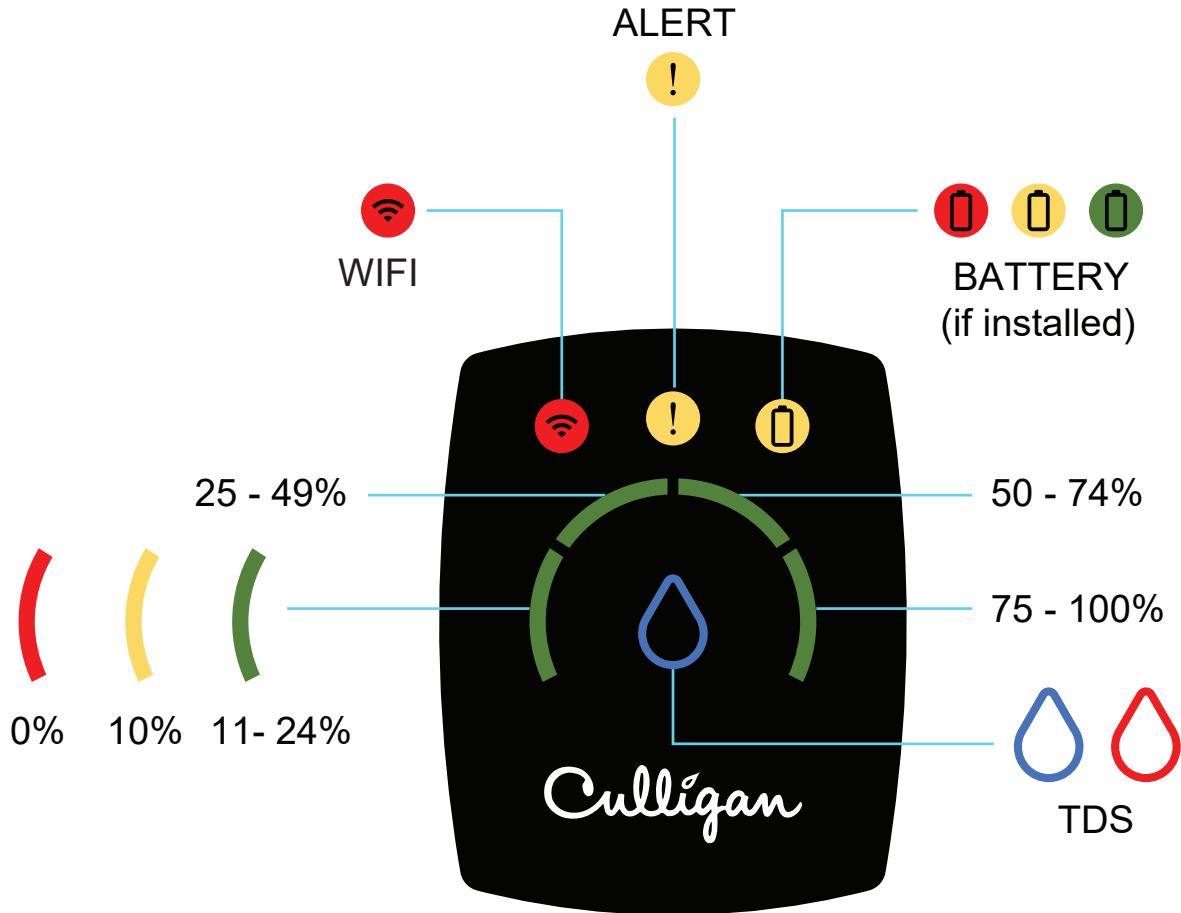 ALERT
!
WIFI
BATTERY
(if installed)
!
25 - 49%
50 - 74%
75 - 100%
0%
10%
11- 24%
TDS
Culligan